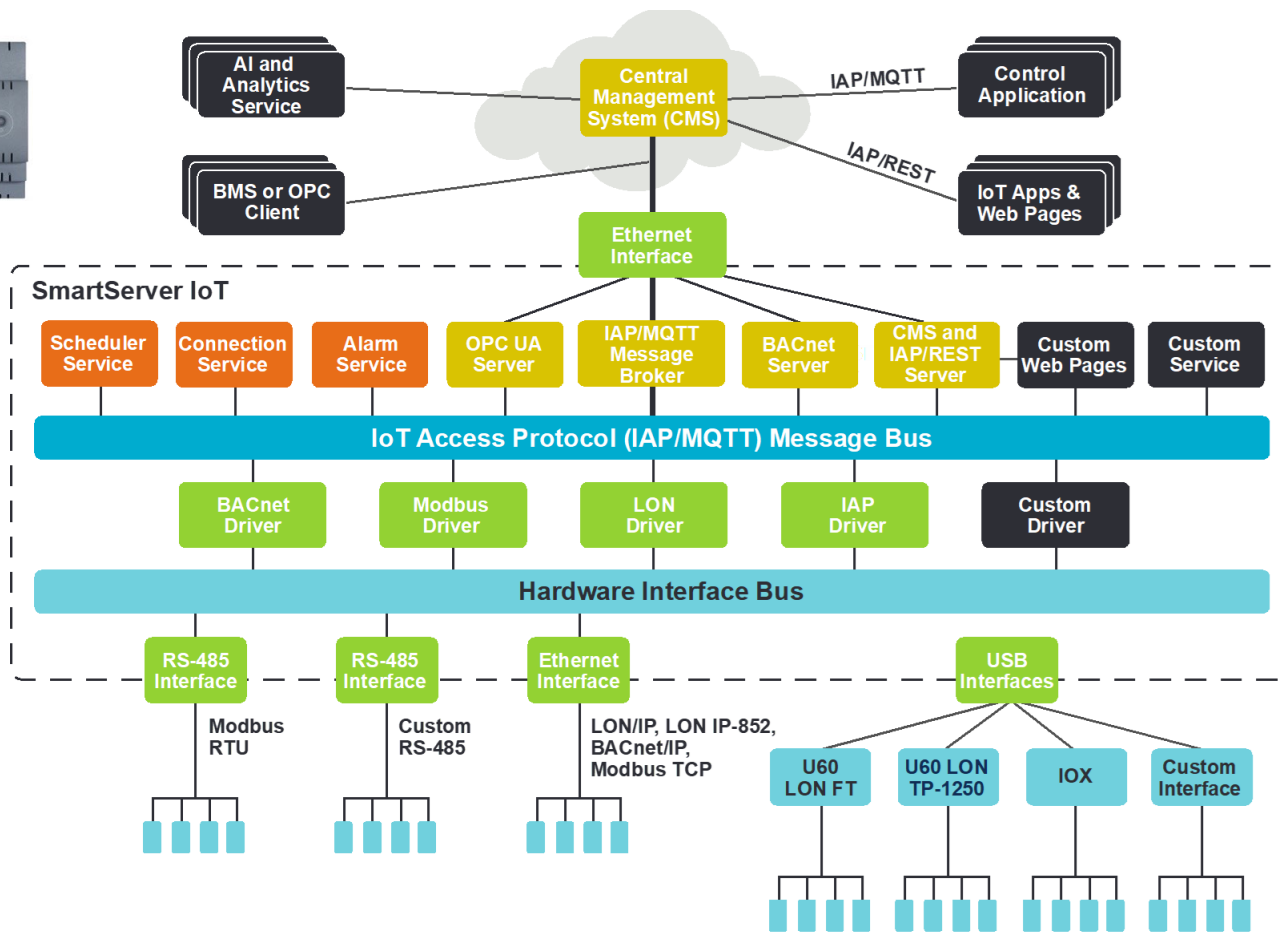 AI and
Analytics
Service
Central
Management
System (CMS)
IAP/MQTT
Control
Application
BMS or OPC
Client
IAP/REST
IoT Apps &
Web Pages
Ethernet
Interface
SmartServer IoT
Scheduler
Service
Connection
Service
Alarm
Service
OPC UA
Server
IAP/MQTT
Message
Broker
BACnet
Server
CMS and
IAP/REST
Server
Custom
Web Pages
Custom
Service
IoT Access Protocol (IAP/MQTT) Message Bus
BACnet
Driver
Modbus
Driver
LON
Driver
IAP
Driver
Custom
Driver
Hardware Interface Bus
RS-485
Interface
RS-485
Interface
Ethernet
Interface
USB
Interfaces
Modbus
RTU
Custom
RS-485
LON/IP, LON IP-852,
BACnet/IP,
Modbus TCP
U60
LON FT
U60 LON
TP-1250
IOX
Custom
Interface